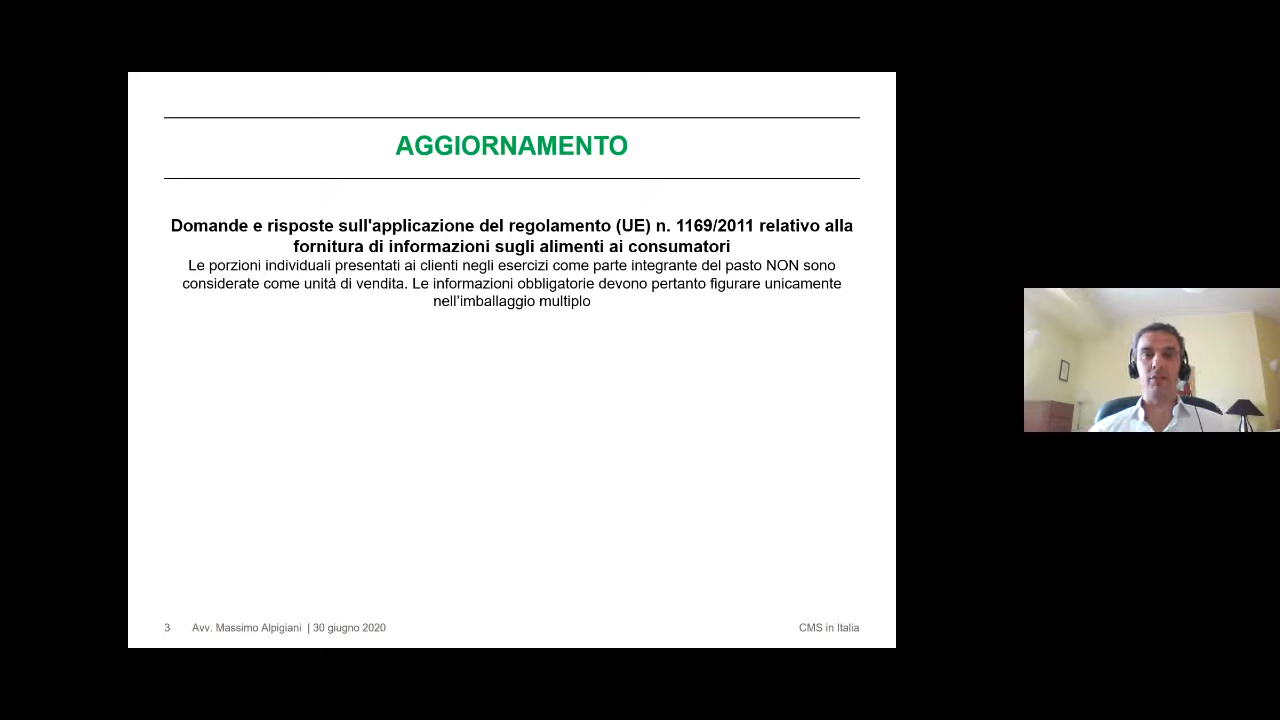 AGGIORNAMENTO
Domande e risposte sull'applicazione del regolamento (UE) n. 1169/2011 relativo alla
fornitura di informazioni sugli alimenti ai consumatori
Le porzioni individuali presentati ai clienti negli esercizi come parte integrante del pasto NON sono
considerate come unità di vendita. Le informazioni obbligatorie devono pertanto figurare unicamente
nell’imballaggio multiplo
3 Avv. Massimo Alpigiani | 30 giugno 2020
CMS in Italia